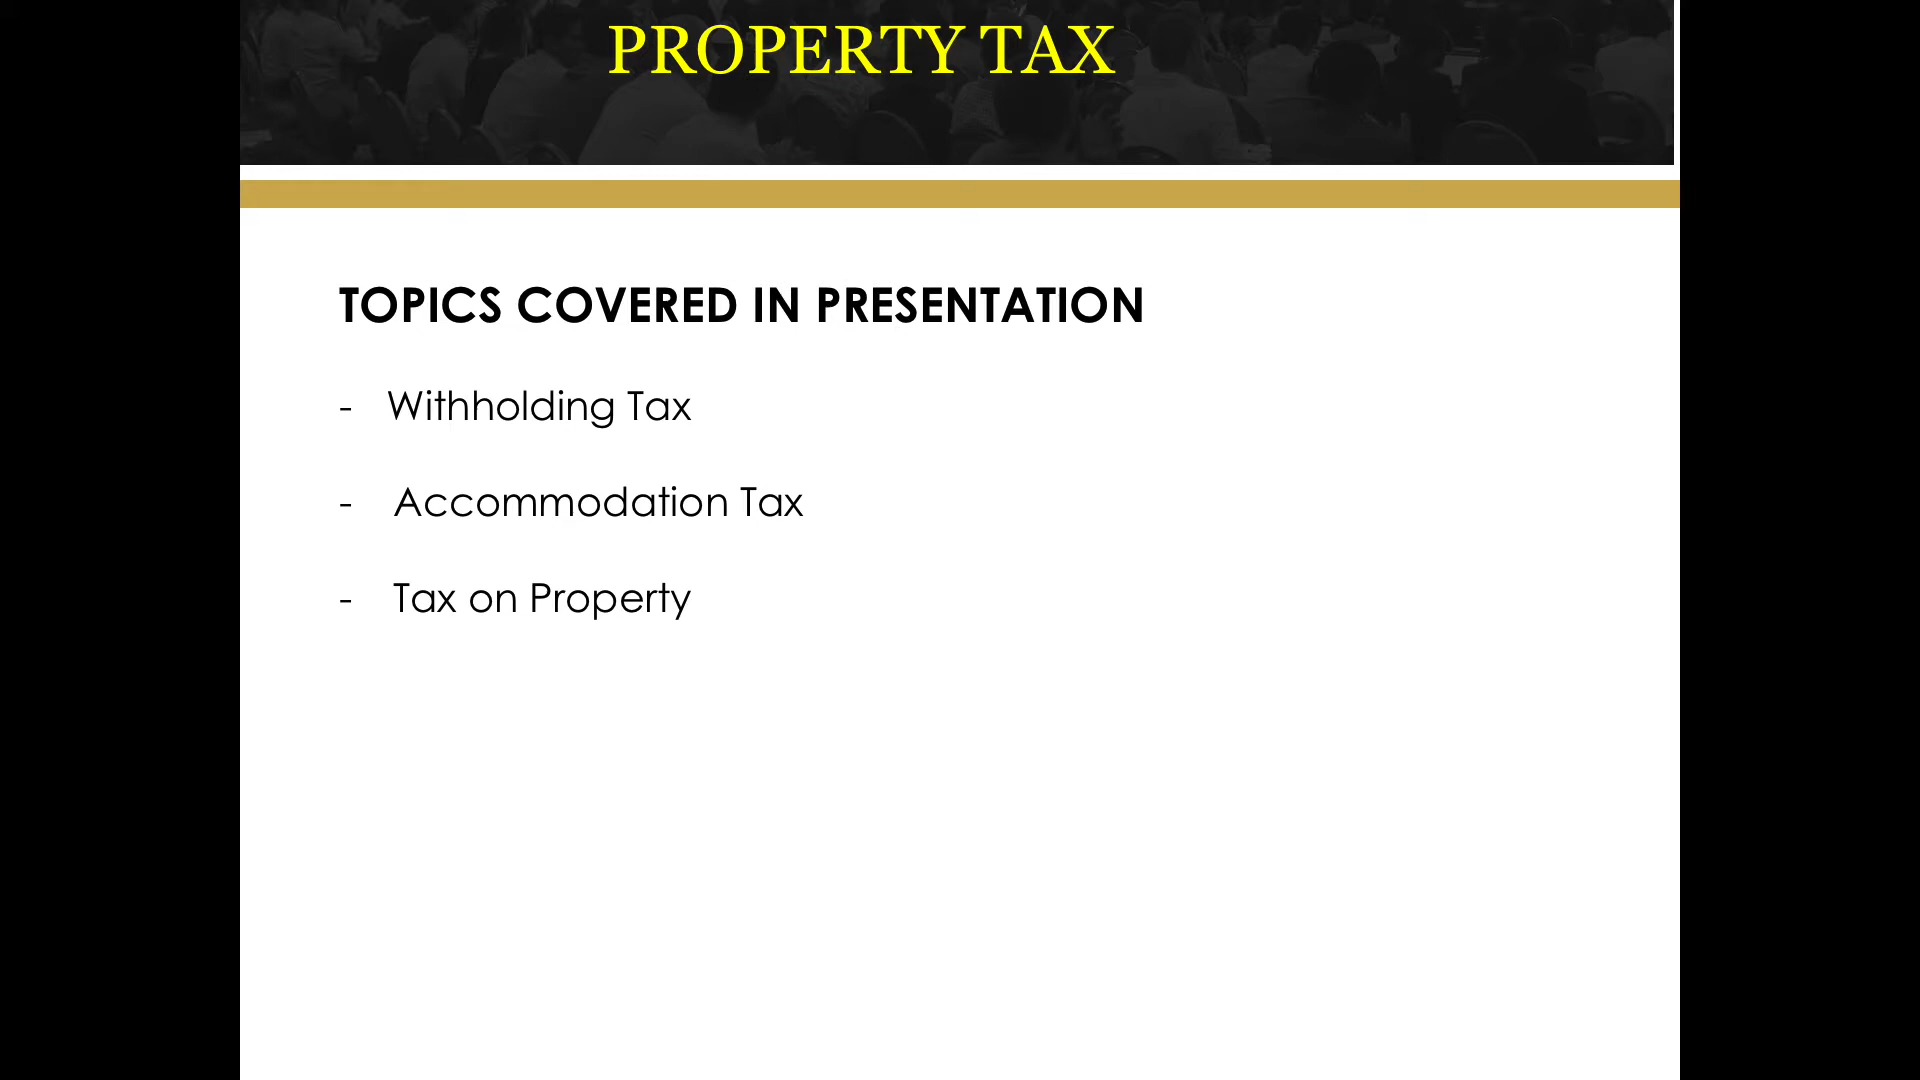 PROPERTY TAX
TOPICS COVERED IN PRESENTATION
- Withholding Tax
- Accommodation Tax
- Tax on Property